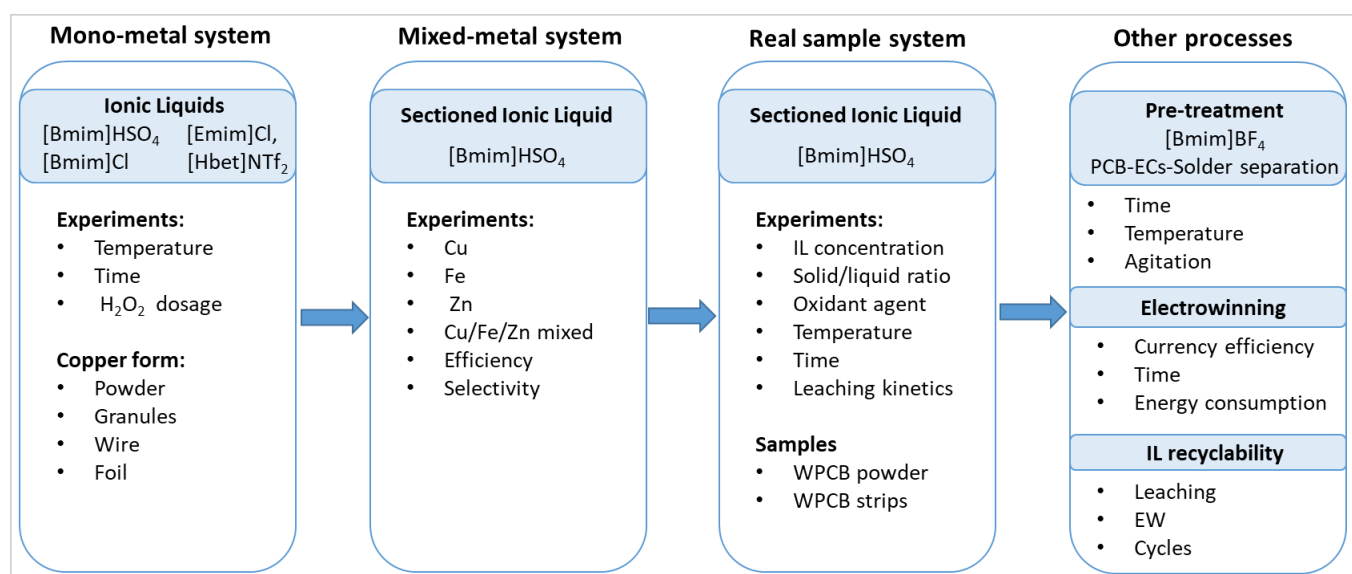 Mono-metal system
Ionic Liquids
[Bmim]HSO₄ [Emim]Cl,
[Bmim]Cl [Hbet]NTf₂
Experiments:
• Temperature
• Time
• H₂O₂ dosage
Copper form:
• Powder
• Granules
• Wire
• Foil
Mixed-metal system
Sectioned Ionic Liquid
[Bmim]HSO₄
Experiments:
• Cu
• Fe
• Zn
• Cu/Fe/Zn mixed
• Efficiency
• Selectivity
Real sample system
Sectioned Ionic Liquid
[Bmim]HSO₄
Experiments:
• IL concentration
• Solid/liquid ratio
• Oxidant agent
• Temperature
• Time
• Leaching kinetics
Samples
• WPCB powder
• WPCB strips
Other processes
Pre-treatment
[Bmim]BF₄
PCB-ECs-Solder separation
• Time
• Temperature
• Agitation
Electrowinning
• Currency efficiency
• Time
• Energy consumption
IL recyclability
• Leaching
• EW
• Cycles